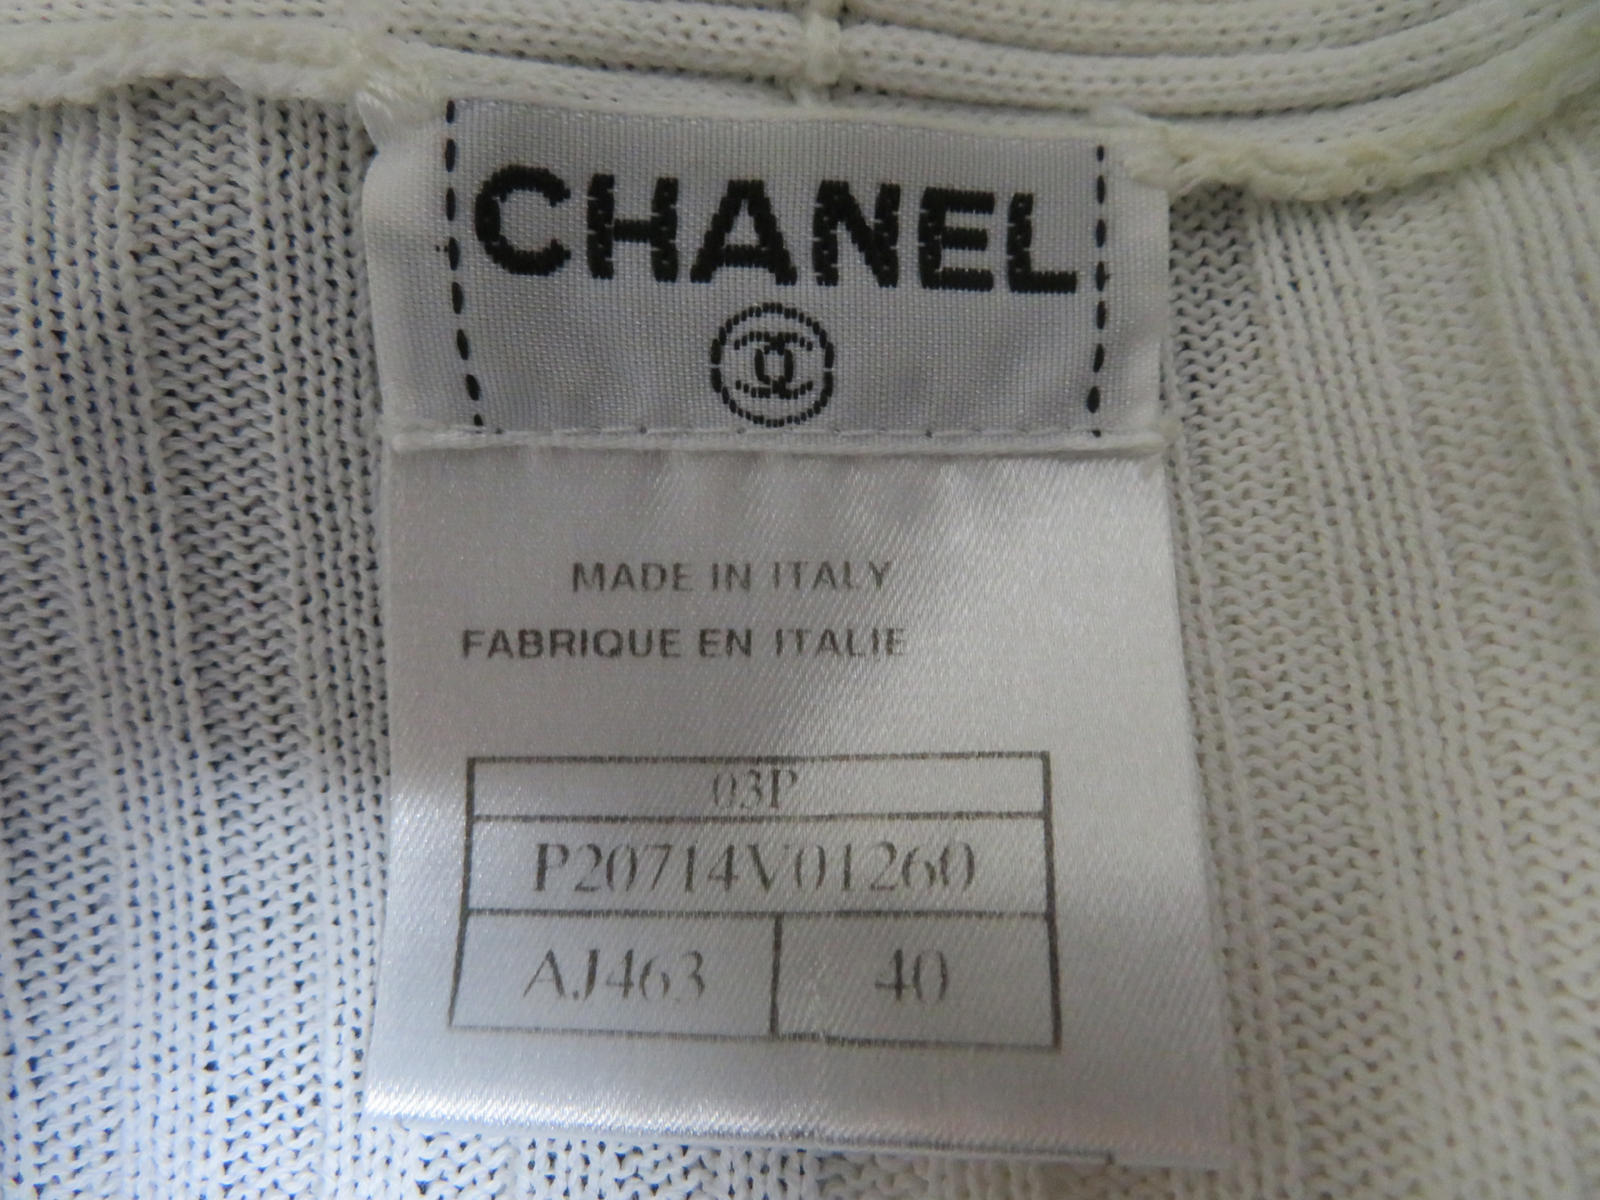 CHANEL
MADE IN ITALY
FABRIQUE EN ITALIE
03P
P20714V01260
AJ463 40